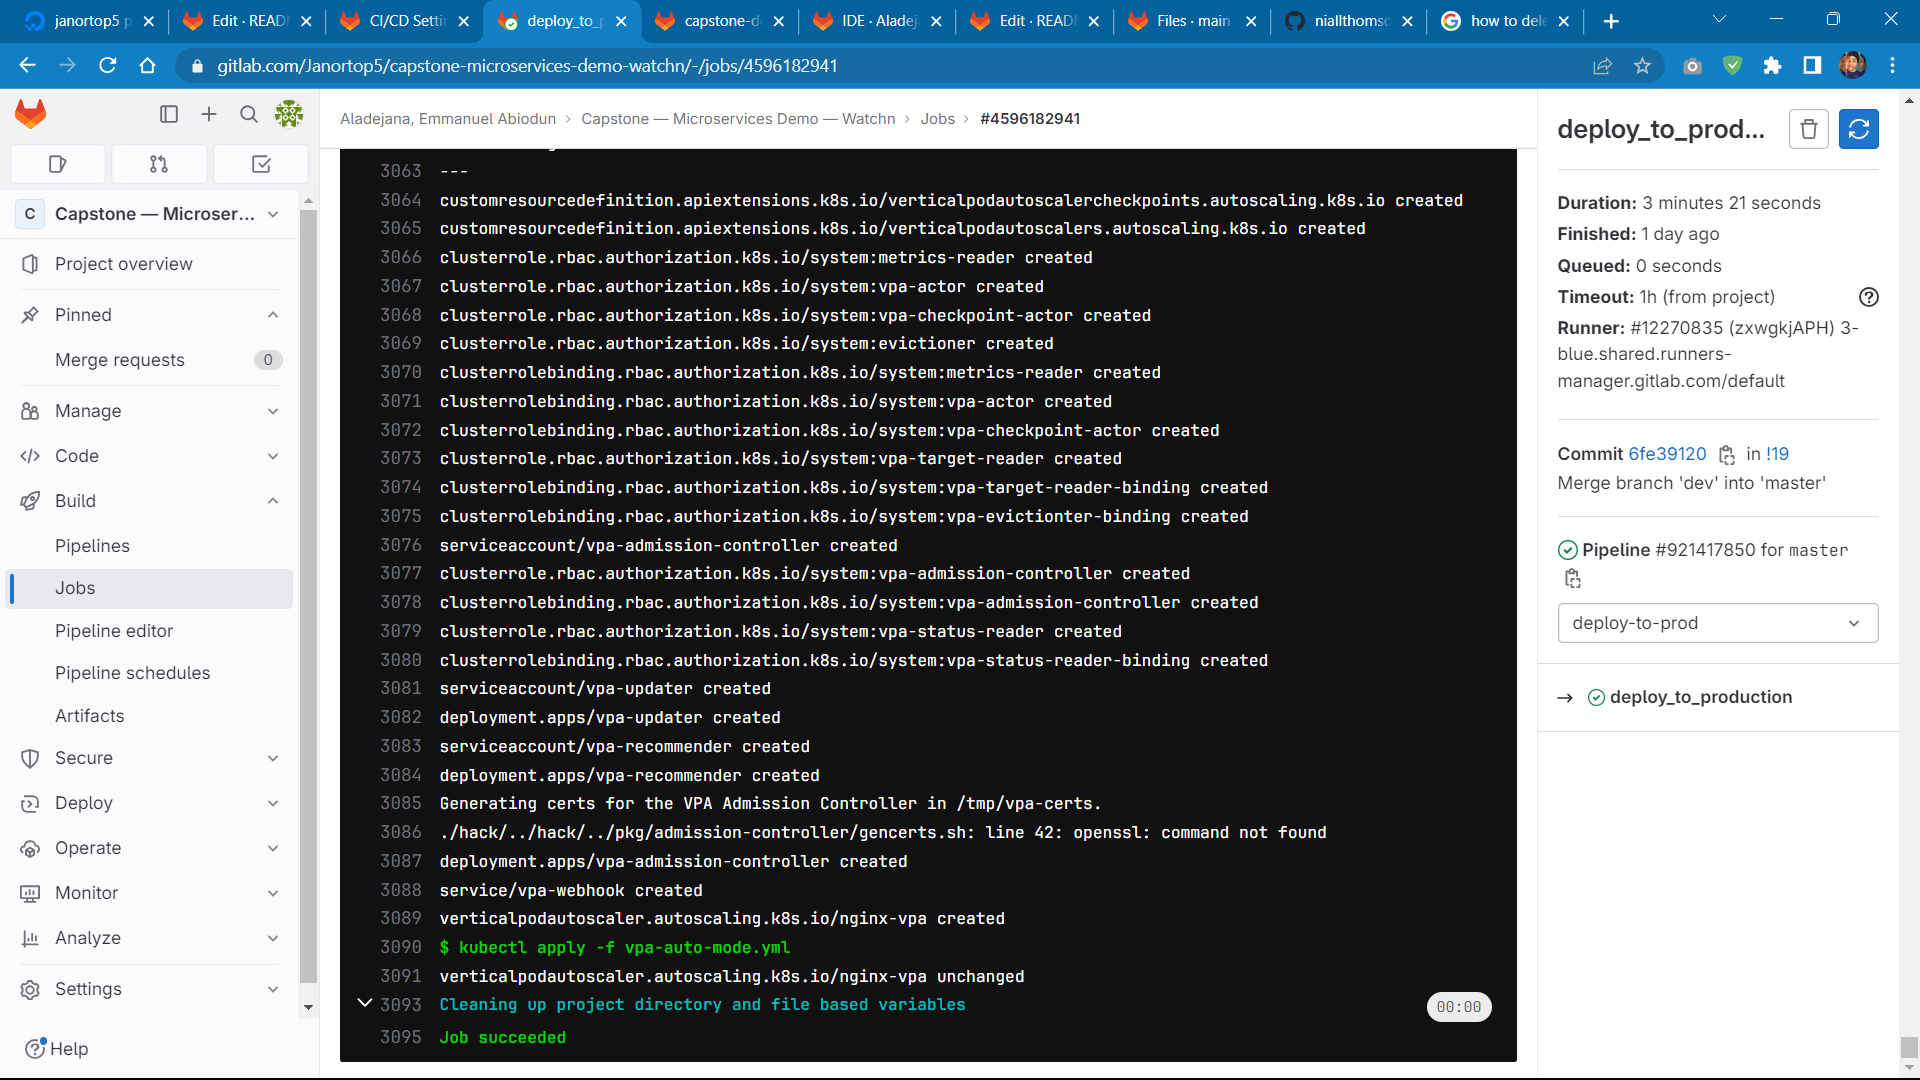 janortop5 p
Edit · READ
CI/CD Setti
deploy_to_p
capstone-d
IDE · Aladej
Edit · READ
Files · main
niallthomso
how to dele
gitlab.com/Janortop5/capstone-microservices-demo-watchn/-/jobs/4596182941
Aladejana, Emmanuel Abiodun › Capstone — Microservices Demo — Watchn › Jobs › #4596182941
C Capstone — Microser...
Project overview
Pinned
Merge requests 0
Manage
Code
Build
Pipelines
Jobs
Pipeline editor
Pipeline schedules
Artifacts
Secure
Deploy
Operate
Monitor
Analyze
Settings
Help
3063 ---
3064 customresourcedefinition.apiextensions.k8s.io/verticalpodautoscalercheckpoints.autoscaling.k8s.io created
3065 customresourcedefinition.apiextensions.k8s.io/verticalpodautoscalers.autoscaling.k8s.io created
3066 clusterrole.rbac.authorization.k8s.io/system:metrics-reader created
3067 clusterrole.rbac.authorization.k8s.io/system:vpa-actor created
3068 clusterrole.rbac.authorization.k8s.io/system:vpa-checkpoint-actor created
3069 clusterrole.rbac.authorization.k8s.io/system:evictioner created
3070 clusterrolebinding.rbac.authorization.k8s.io/system:metrics-reader created
3071 clusterrolebinding.rbac.authorization.k8s.io/system:vpa-actor created
3072 clusterrolebinding.rbac.authorization.k8s.io/system:vpa-checkpoint-actor created
3073 clusterrole.rbac.authorization.k8s.io/system:vpa-target-reader created
3074 clusterrolebinding.rbac.authorization.k8s.io/system:vpa-target-reader-binding created
3075 clusterrolebinding.rbac.authorization.k8s.io/system:vpa-evictionter-binding created
3076 serviceaccount/vpa-admission-controller created
3077 clusterrole.rbac.authorization.k8s.io/system:vpa-admission-controller created
3078 clusterrolebinding.rbac.authorization.k8s.io/system:vpa-admission-controller created
3079 clusterrole.rbac.authorization.k8s.io/system:vpa-status-reader created
3080 clusterrolebinding.rbac.authorization.k8s.io/system:vpa-status-reader-binding created
3081 serviceaccount/vpa-updater created
3082 deployment.apps/vpa-updater created
3083 serviceaccount/vpa-recommender created
3084 deployment.apps/vpa-recommender created
3085 Generating certs for the VPA Admission Controller in /tmp/vpa-certs.
3086 ./hack/../hack/../pkg/admission-controller/gencerts.sh: line 42: openssl: command not found
3087 deployment.apps/vpa-admission-controller created
3088 service/vpa-webhook created
3089 verticalpodautoscaler.autoscaling.k8s.io/nginx-vpa created
3090 $ kubectl apply -f vpa-auto-mode.yml
3091 verticalpodautoscaler.autoscaling.k8s.io/nginx-vpa unchanged
3093 Cleaning up project directory and file based variables 00:00
3095 Job succeeded
deploy_to_prod...
Duration: 3 minutes 21 seconds
Finished: 1 day ago
Queued: 0 seconds
Timeout: 1h (from project)
Runner: #12270835 (zxwgkjAPH) 3-
blue.shared.runners-
manager.gitlab.com/default
Commit 6fe39120 in !19
Merge branch 'dev' into 'master'
Pipeline #921417850 for master
deploy-to-prod
→ deploy_to_production